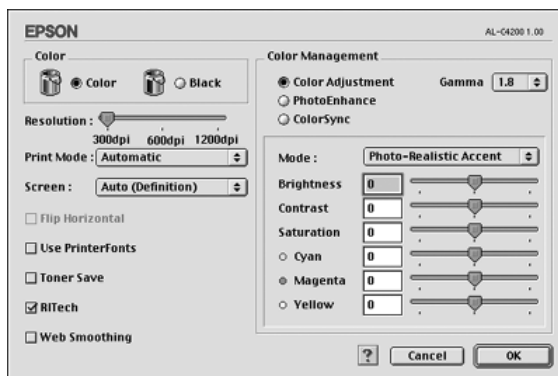 EPSON
AL-C4200 1.00
Color
Color
Black
Resolution :
300dpi 600dpi 1200dpi
Print Mode : Automatic
Screen : Auto (Definition)
Flip Horizontal
Use PrinterFonts
Toner Save
RITech
Web Smoothing
Color Management
Color Adjustment
Gamma 1.8
PhotoEnhance
ColorSync
Mode : Photo-Realistic Accent
Brightness 0
Contrast 0
Saturation 0
Cyan 0
Magenta 0
Yellow 0
?
Cancel
OK